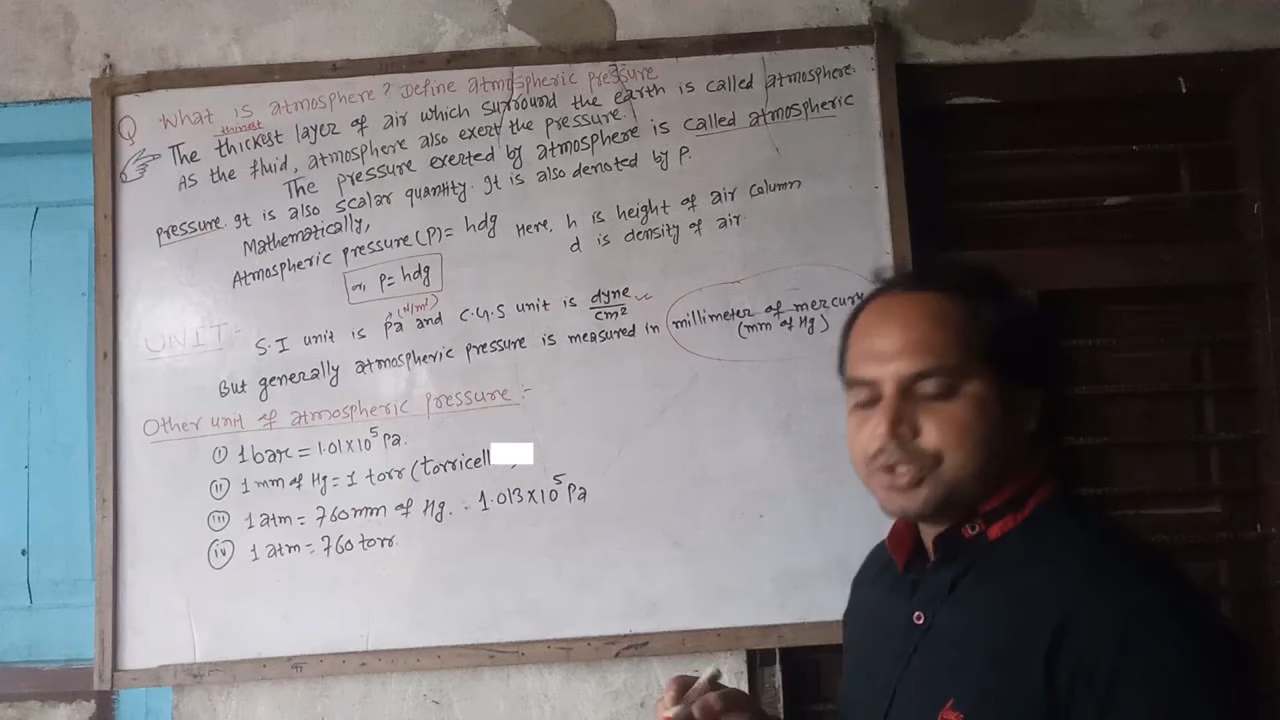 Q What is atmosphere? Define atmospheric pressure
thinnest
The thickest layer of air which surround the earth is called atmosphere.
As the fluid, atmosphere also exert the pressure.
The pressure exerted by atmosphere is called atmospheric
pressure. It is also scalar quantity. It is also denoted by P.
Mathematically,
Atmospheric pressure (P) = hdg Here, h is height of air column
d is density of air.
or, P = hdg
(N/m²)
UNIT:-
S.I unit is Pa and C.G.S unit is dyne/cm²
But generally atmospheric pressure is measured in millimeter of mercury
(mm of Hg)
Other unit of atmospheric pressure:-
(i) 1 bar = 1.01×10⁵ Pa.
(ii) 1 mm of Hg = 1 torr (
(iii) 1 atm = 760mm of Hg. = 1.013×10⁵ Pa
(iv) 1 atm = 760 torr.